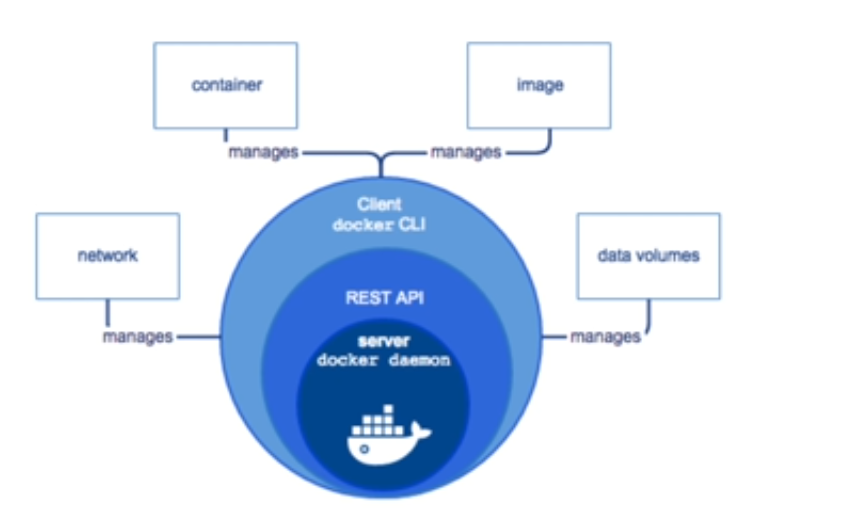 container
image
manages
manages
Client
docker CLI
network
data volumes
REST API
manages
server
manages
docker daemon